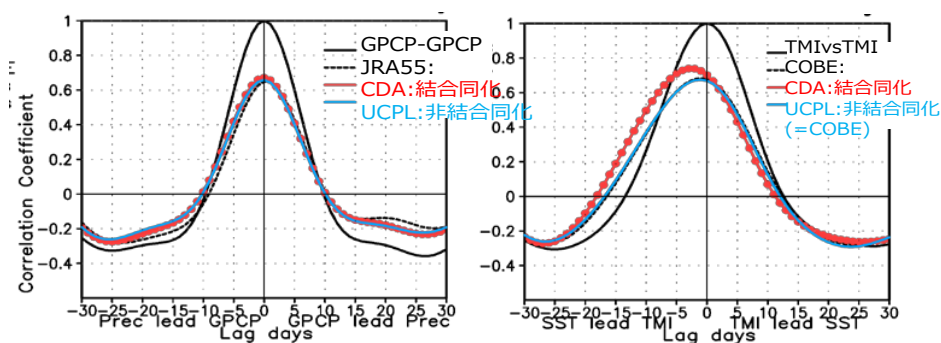 GPCP-GPCP
JRA55:
CDA:結合同化
UCPL:非結合同化
Correlation Coefficient
1
0.8
0.6
0.4
0.2
0
-0.2
-0.4
-30 -25 -20 -15 -10 -5 0 5 10 15 20 25 30
Prec lead GPCP GPCP lead Prec
Lag days
TMIvsTMI
COBE:
CDA:結合同化
UCPL:非結合同化
(=COBE)
1
0.8
0.6
0.4
0.2
0
-0.2
-0.4
-30 -25 -20 -15 -10 -5 0 5 10 15 20 25 30
SST lead TMI TMI lead SST
Lag days